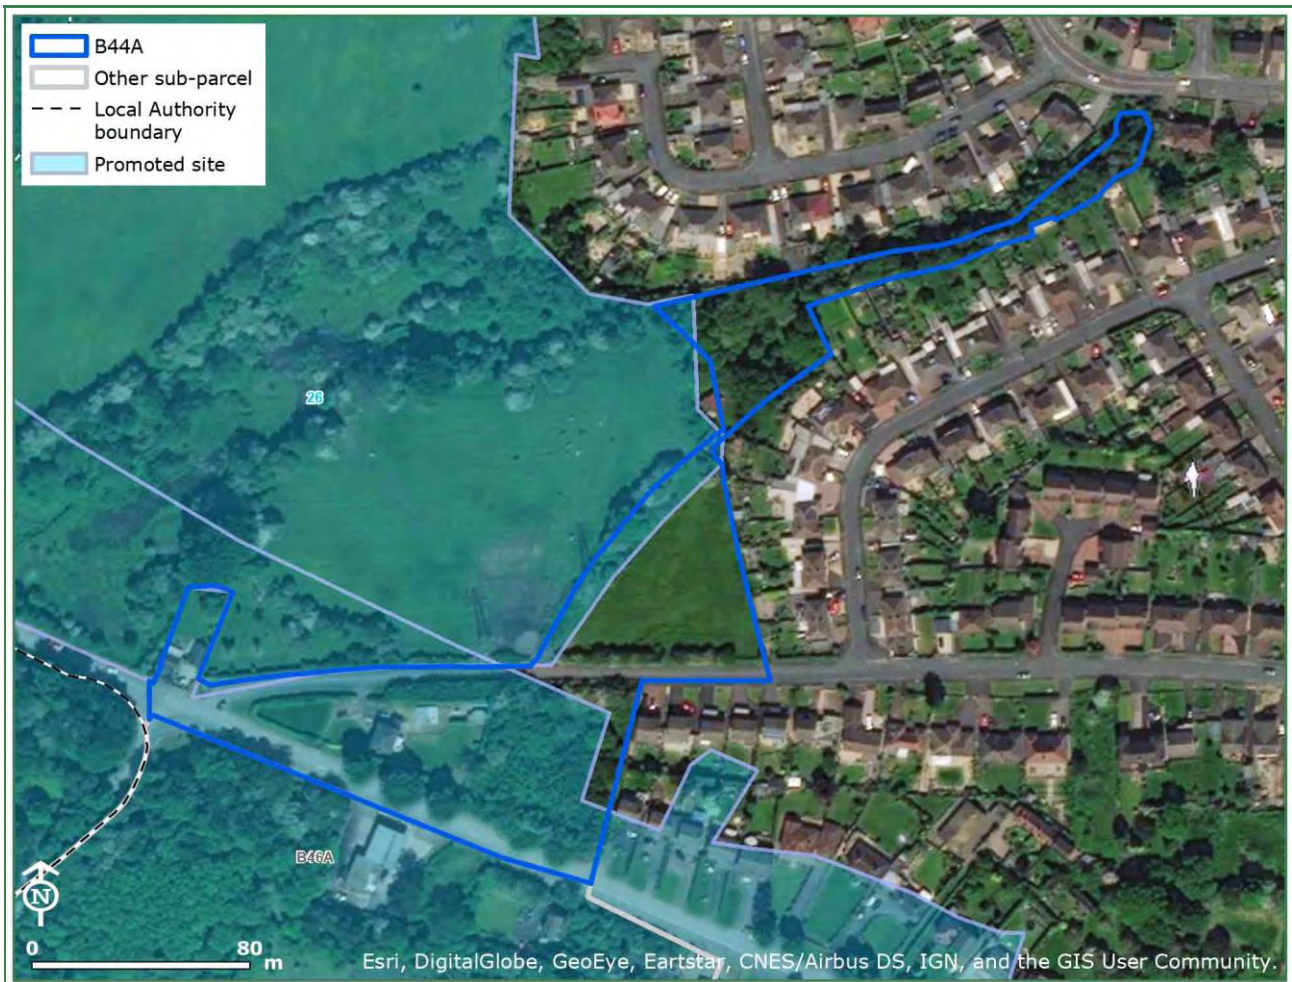 B44A
Other sub-parcel
Local Authority
boundary
Promoted site
26
B46A
N
0 80 m
Esri, DigitalGlobe, GeoEye, Eartstar, CNES/Airbus DS, IGN, and the GIS User Community.